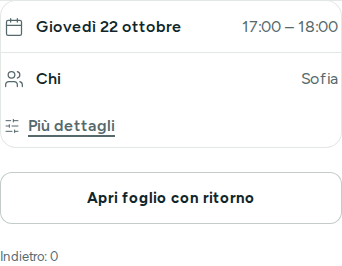 Giovedì 22 ottobre 17:00 – 18:00
Chi Sofia
Più dettagli
Apri foglio con ritorno
Indietro: 0